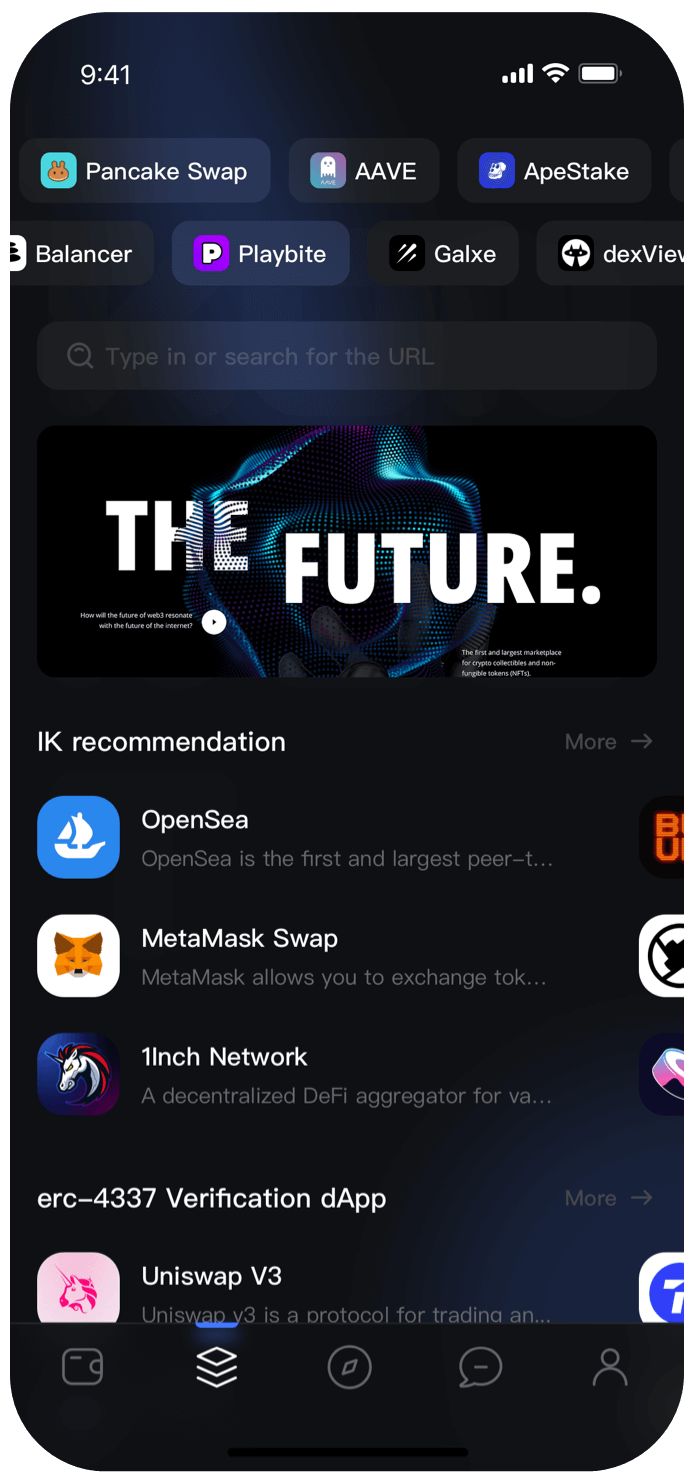 9:41
Pancake Swap
AAVE
AAVE
ApeStake
Balancer
Playbite
Galxe
dexView
Type in or search for the URL
THE
FUTURE.
How will the future of web3 resonate
with the future of the internet?
The first and largest marketplace
for crypto collectibles and non-
fungible tokens (NFTs).
IK recommendation
More
OpenSea
OpenSea is the first and largest peer-t...
MetaMask Swap
MetaMask allows you to exchange tok...
1Inch Network
A decentralized DeFi aggregator for va...
erc-4337 Verification dApp
More
Uniswap V3
Uniswap v3 is a protocol for trading an...